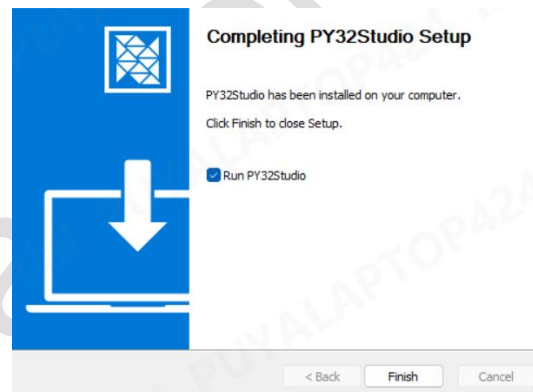 Completing PY32Studio Setup
PY32Studio has been installed on your computer.
Click Finish to close Setup.
Run PY32Studio
< Back
Finish
Cancel